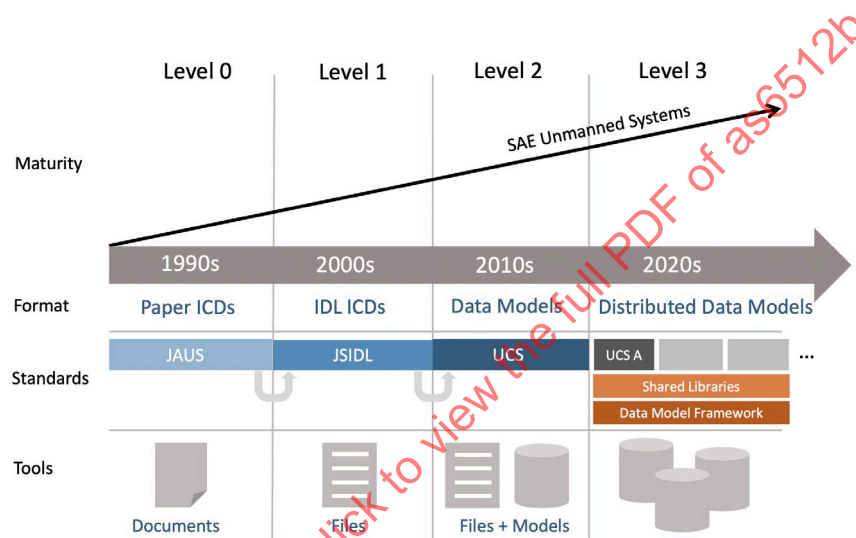 Level 0
Level 1
Level 2
Level 3
SAE Unmanned Systems
Maturity
1990s
2000s
2010s
2020s
Format
Paper ICDs
IDL ICDs
Data Models
Distributed Data Models
Standards
JAUS
JSIDL
UCS
UCS A
...
Shared Libraries
Data Model Framework
Tools
Documents
Files
Files + Models
lick to view the full PDF of as6512b